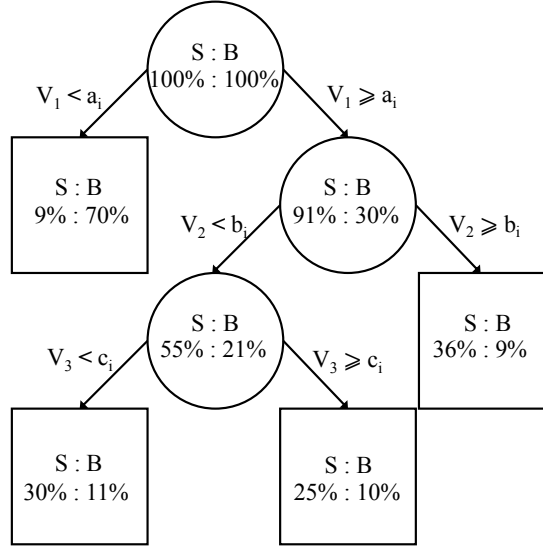 S : B
100% : 100%
V₁ < aᵢ
V₁ ⩾ aᵢ
S : B
9% : 70%
S : B
91% : 30%
V₂ < bᵢ
V₂ ⩾ bᵢ
S : B
55% : 21%
S : B
36% : 9%
V₃ < cᵢ
V₃ ⩾ cᵢ
S : B
30% : 11%
S : B
25% : 10%